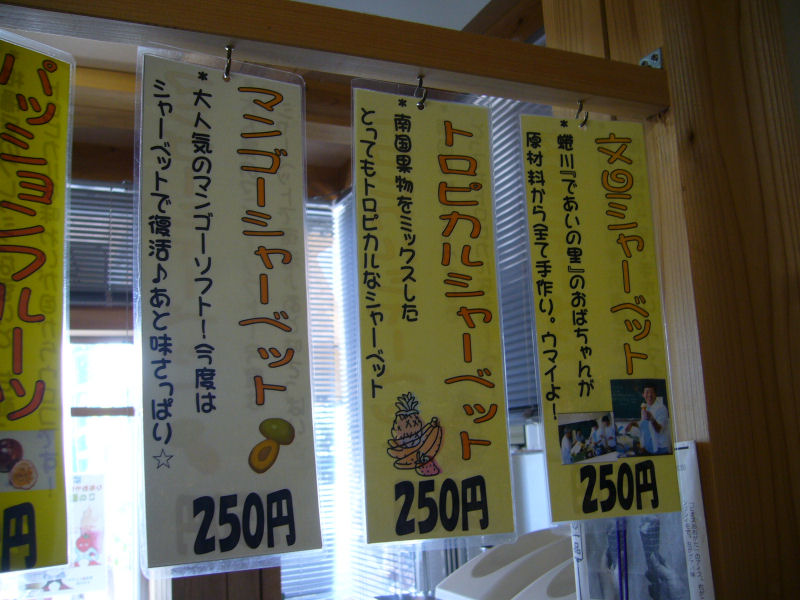 パッションフルーツ
円
マンゴーシャーベット
*大人気のマンゴーソフト！今度は
シャーベットで復活♪あと味さっぱり☆
250円
トロピカルシャーベット
*南国果物をミックスした
とってもトロピカルなシャーベット
250円
文旦シャーベット
*蜷川『であいの里』のおばちゃんが
原材料から全て手作り。ウマイよ！
250円